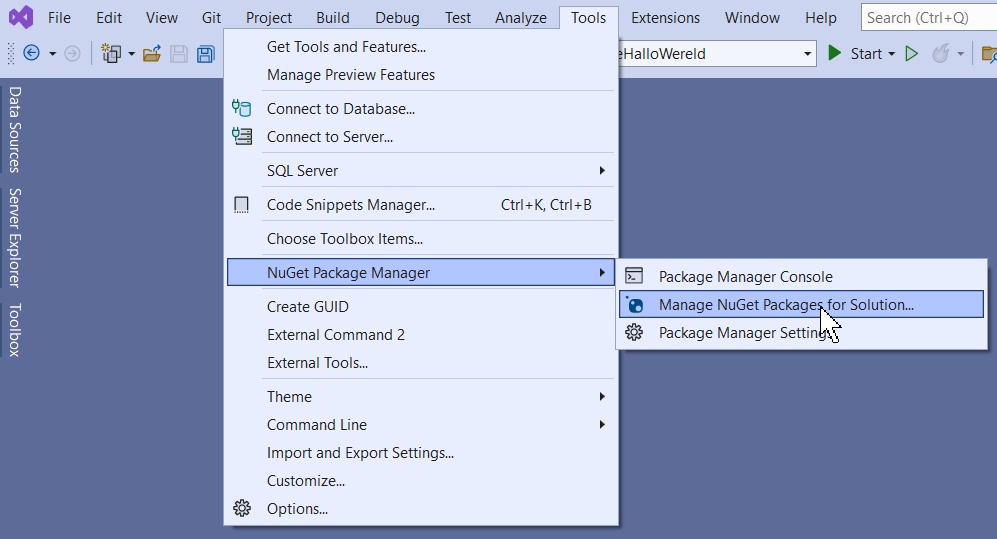 File Edit View Git Project Build Debug Test Analyze Tools Extensions Window Help Search (Ctrl+Q)
eHalloWereld Start
Data Sources
Server Explorer
Toolbox
Get Tools and Features...
Manage Preview Features
Connect to Database...
Connect to Server...
SQL Server
Code Snippets Manager... Ctrl+K, Ctrl+B
Choose Toolbox Items...
NuGet Package Manager
Create GUID
External Command 2
External Tools...
Theme
Command Line
Import and Export Settings...
Customize...
Options...
Package Manager Console
Manage NuGet Packages for Solution...
Package Manager Settings